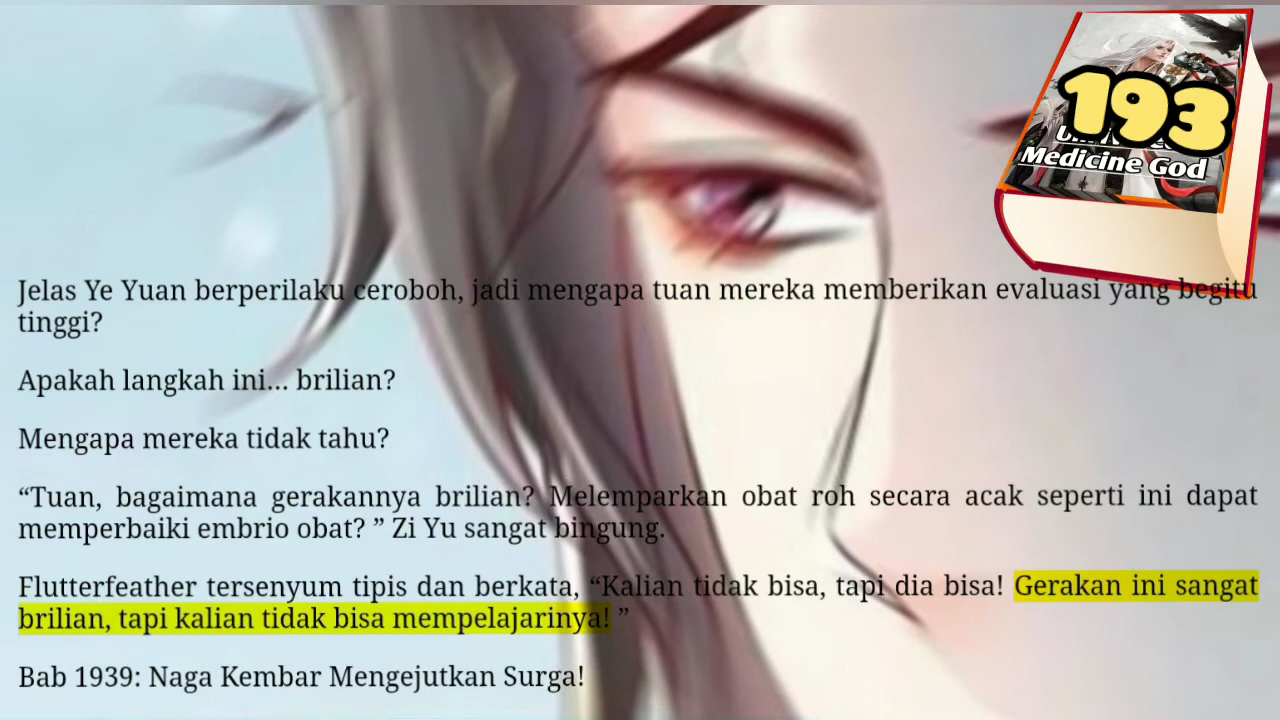 193
Medicine God
Jelas Ye Yuan berperilaku ceroboh, jadi mengapa tuan mereka memberikan evaluasi yang begitu
tinggi?
Apakah langkah ini... brilian?
Mengapa mereka tidak tahu?
“Tuan, bagaimana gerakannya brilian? Melemparkan obat roh secara acak seperti ini dapat
memperbaiki embrio obat? ” Zi Yu sangat bingung.
Flutterfeather tersenyum tipis dan berkata, “Kalian tidak bisa, tapi dia bisa! Gerakan ini sangat
brilian, tapi kalian tidak bisa mempelajarinya! ”
Bab 1939: Naga Kembar Mengejutkan Surga!